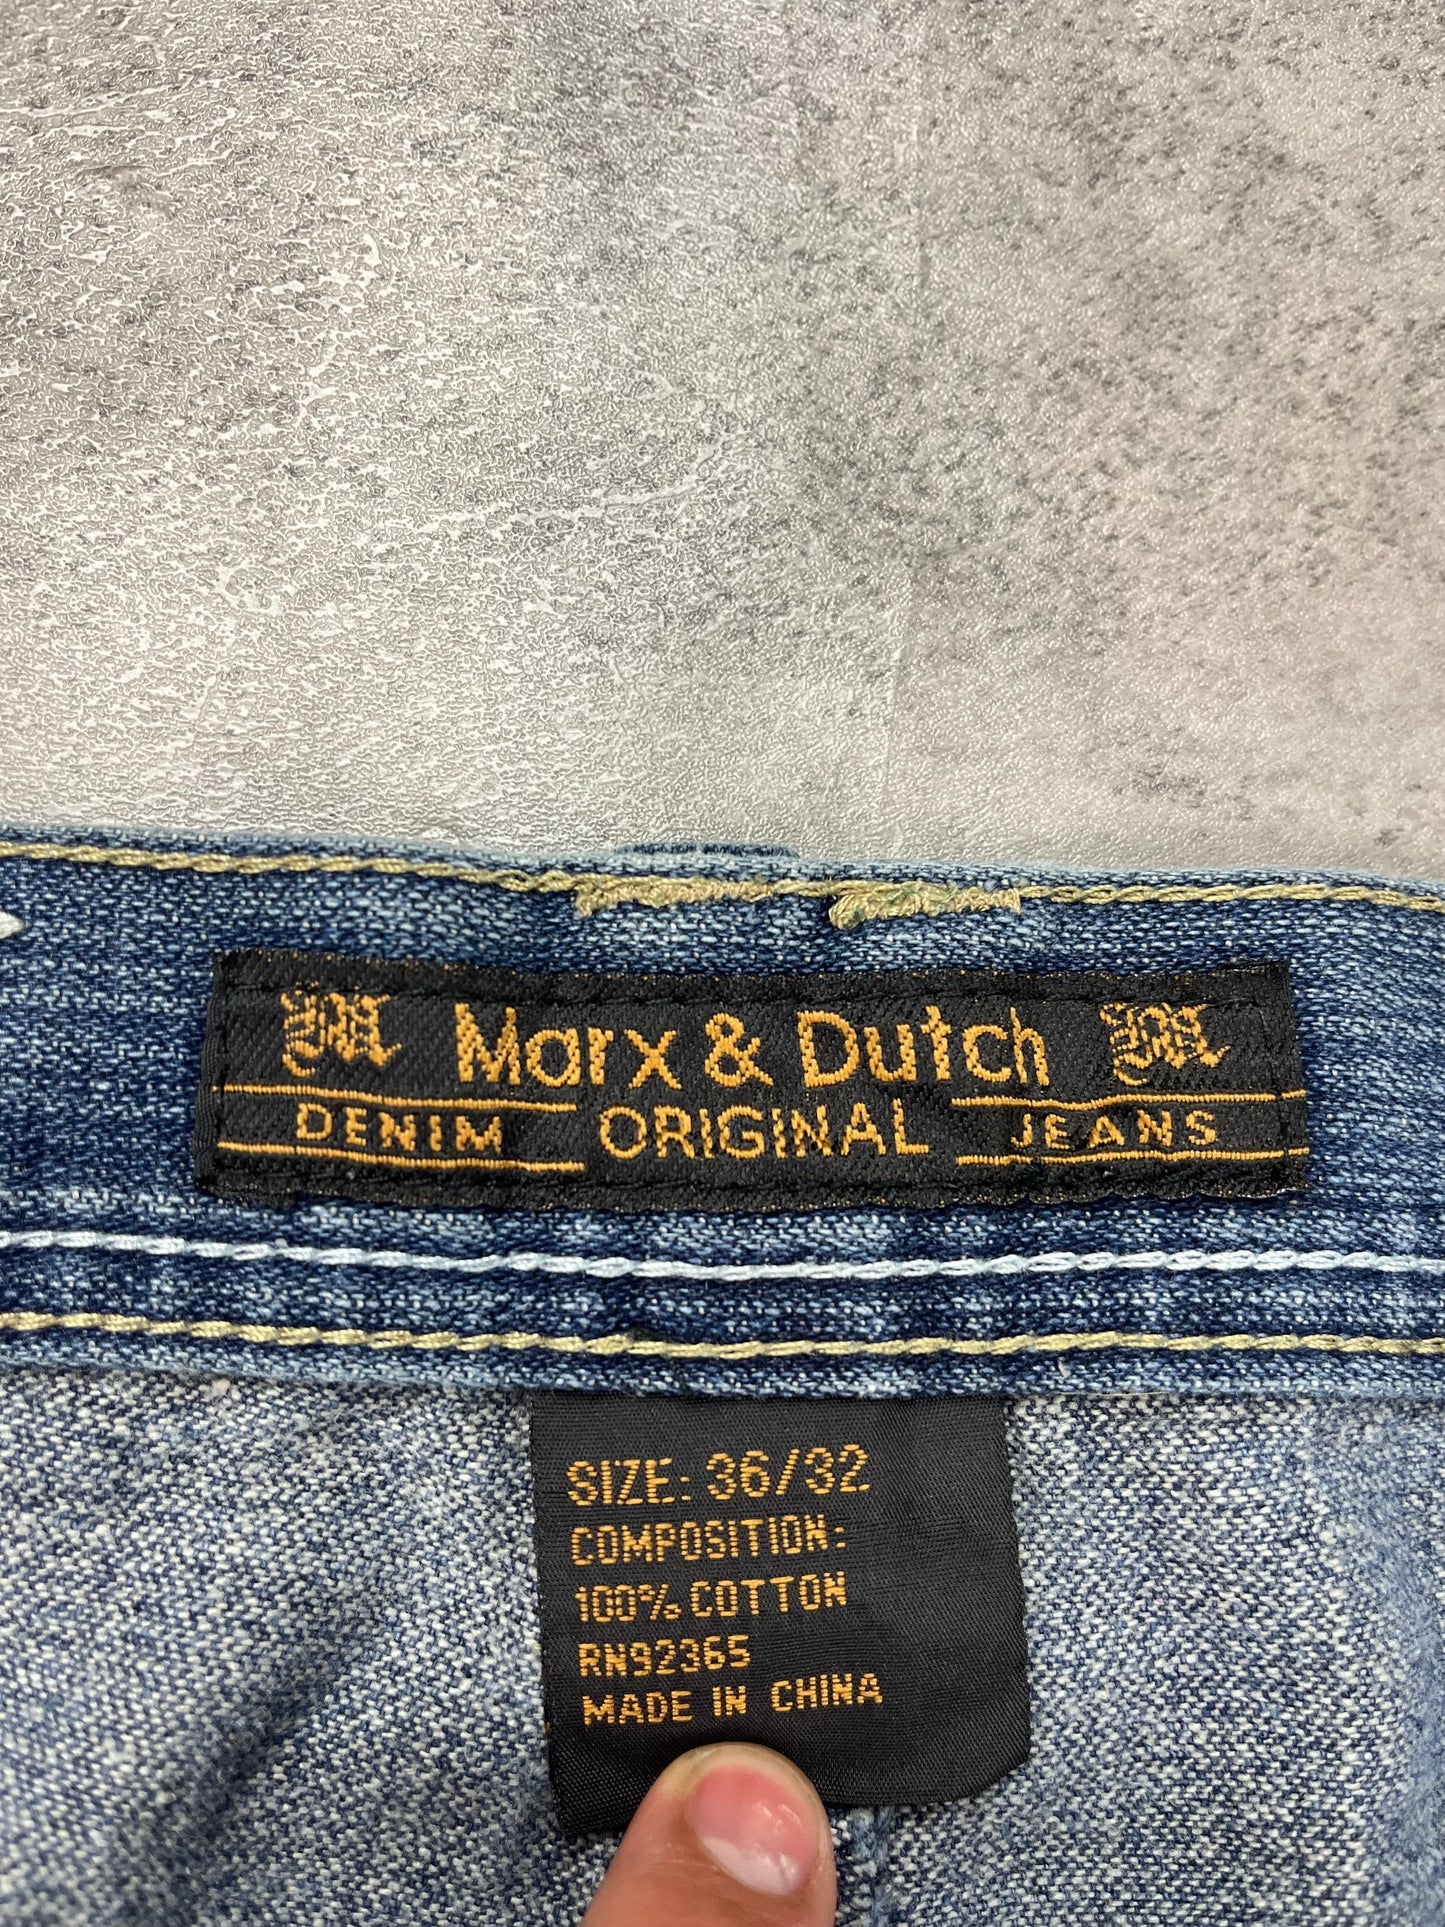 M Marx & Dutch M
DENIM ORIGINAL JEANS
SIZE: 36/32
COMPOSITION:
100% COTTON
RN92365
MADE IN CHINA